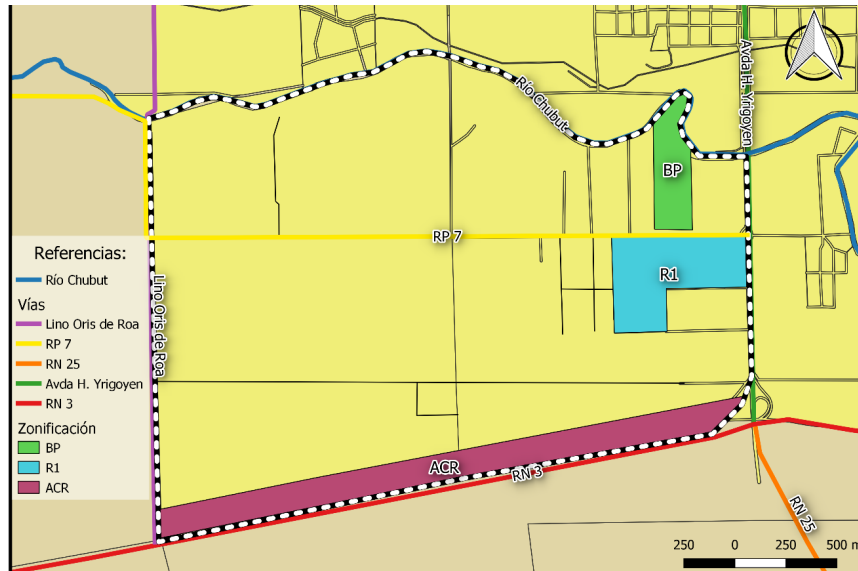 Río Chubut
Avda H. Yrigoyen
BP
RP 7
R1
Lino Oris de Roa
ACR
RN 3
RN 25
Referencias:
Río Chubut
Vías
Lino Oris de Roa
RP 7
RN 25
Avda H. Yrigoyen
RN 3
Zonificación
BP
R1
ACR
250 0 250 500 m